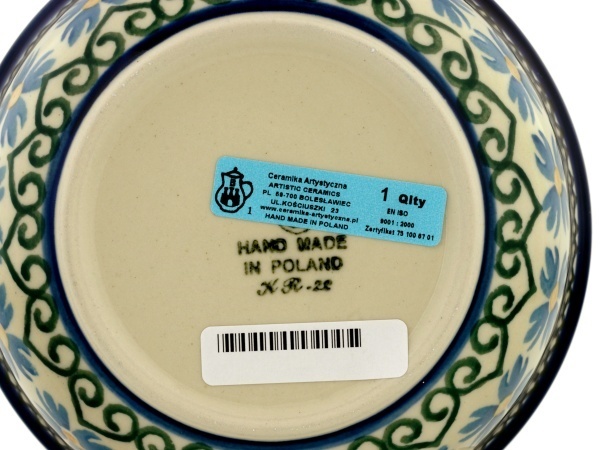 Ceramika Artystyczna
ARTISTIC CERAMICS
PL 59-700 BOLESŁAWIEC
UL.KOŚCIUSZKI 23
www.ceramika-artystyczna.pl
HAND MADE IN POLAND
1
1 Qlty
EN ISO
9001 : 2000
Zertyfikat 75 100 67 01
HAND MADE
IN POLAND